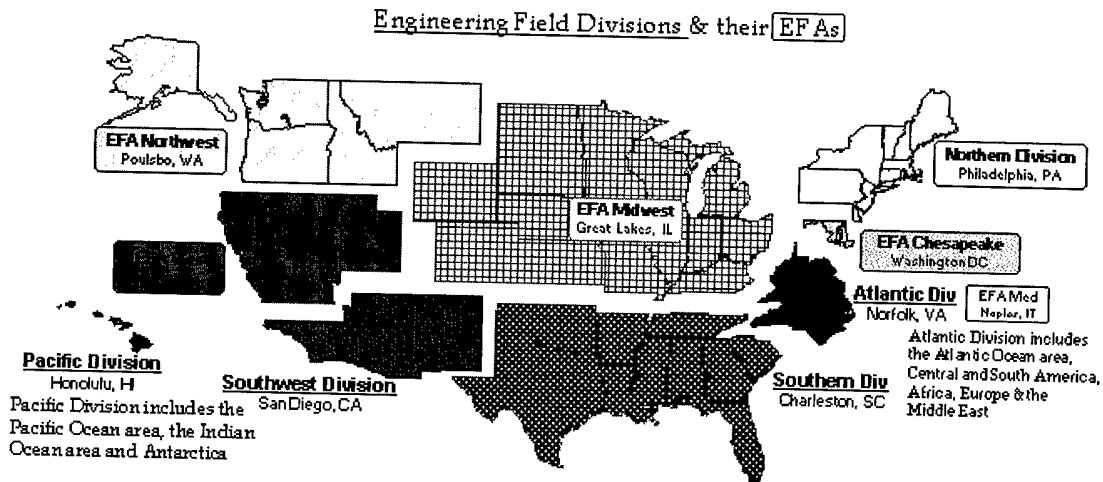 Engineering Field Divisions & their EFAs
EFA Northwest
Poulsbo, WA
Northern Division
Philadelphia, PA
EFA Midwest
Great Lakes, IL
EFA Chesapeake
Washington DC
Atlantic Div
Norfolk, VA
EFA Med
Naples, IT
Atlantic Division includes
the Atlantic Ocean area,
Central and South America,
Africa, Europe & the
Middle East
Pacific Division
Honolulu, HI
Pacific Division includes the
Pacific Ocean area, the Indian
Ocean area and Antarctica
Southwest Division
San Diego, CA
Southern Div
Charleston, SC